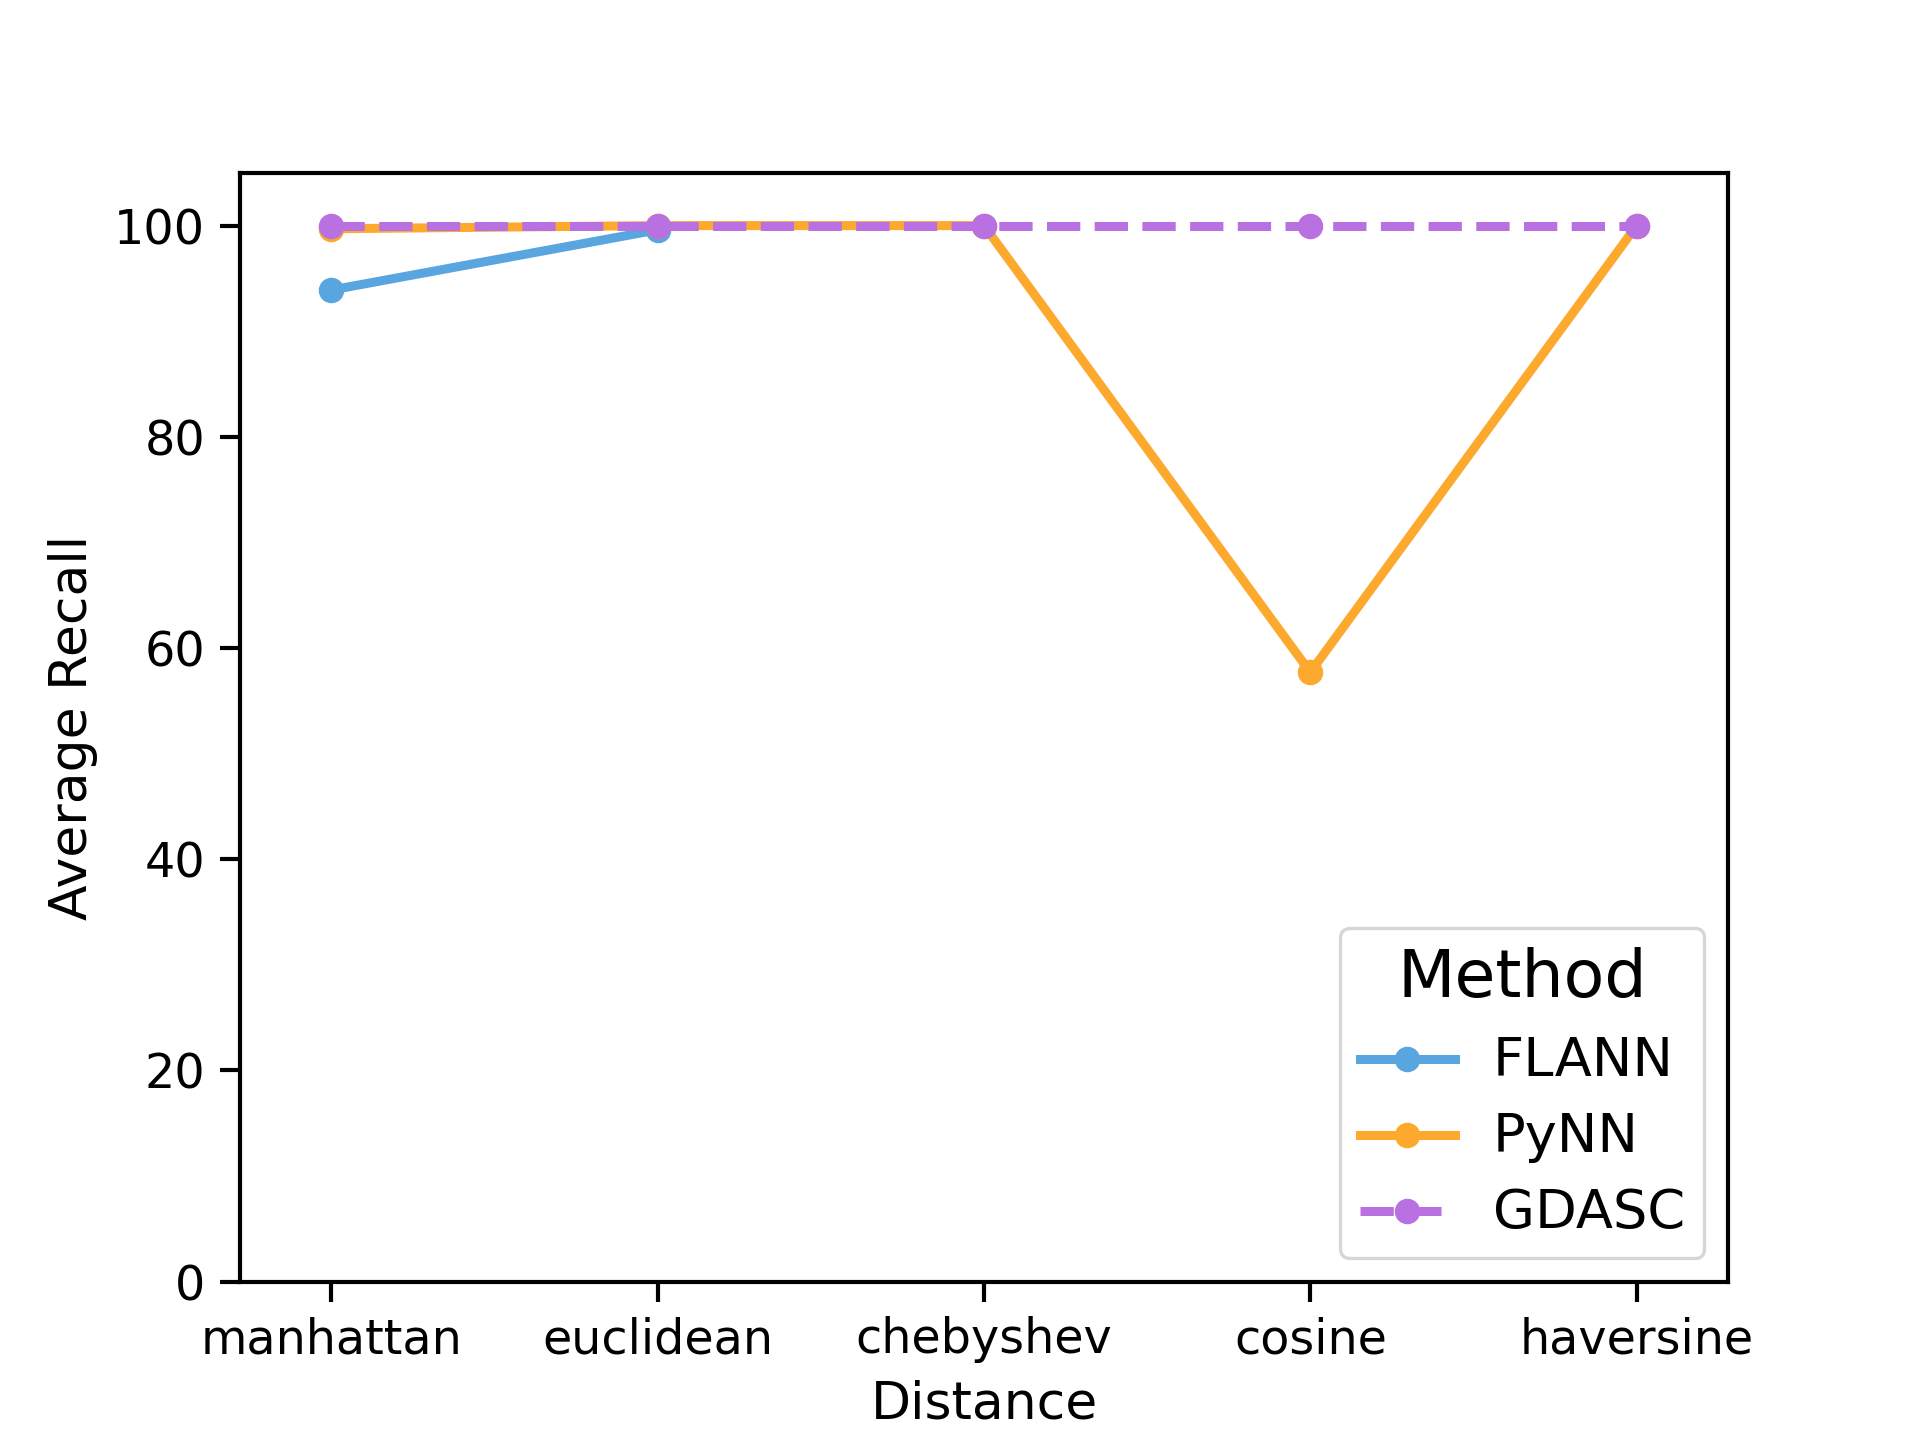 100
80
60
40
20
0
Average Recall
manhattan
euclidean
chebyshev
cosine
haversine
Distance
Method
FLANN
PyNN
GDASC